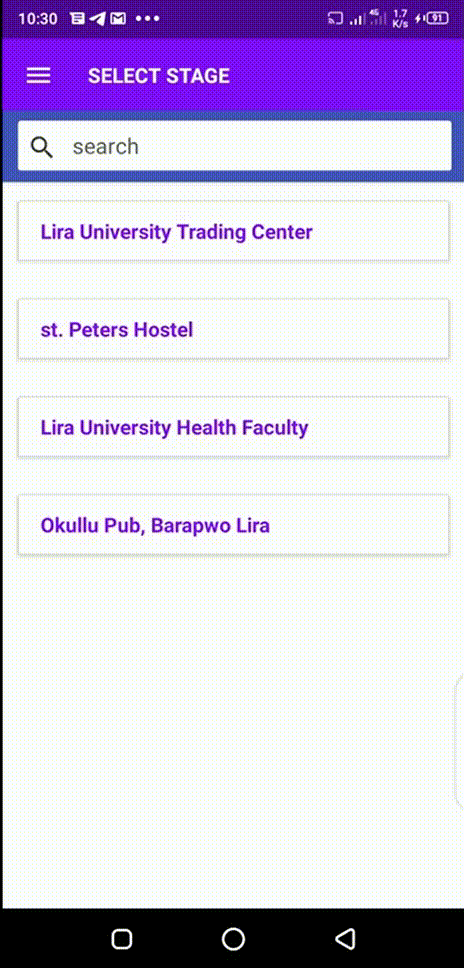 10:30 4G 1.7 K/s 91
SELECT STAGE
search
Lira University Trading Center
st. Peters Hostel
Lira University Health Faculty
Okullu Pub, Barapwo Lira